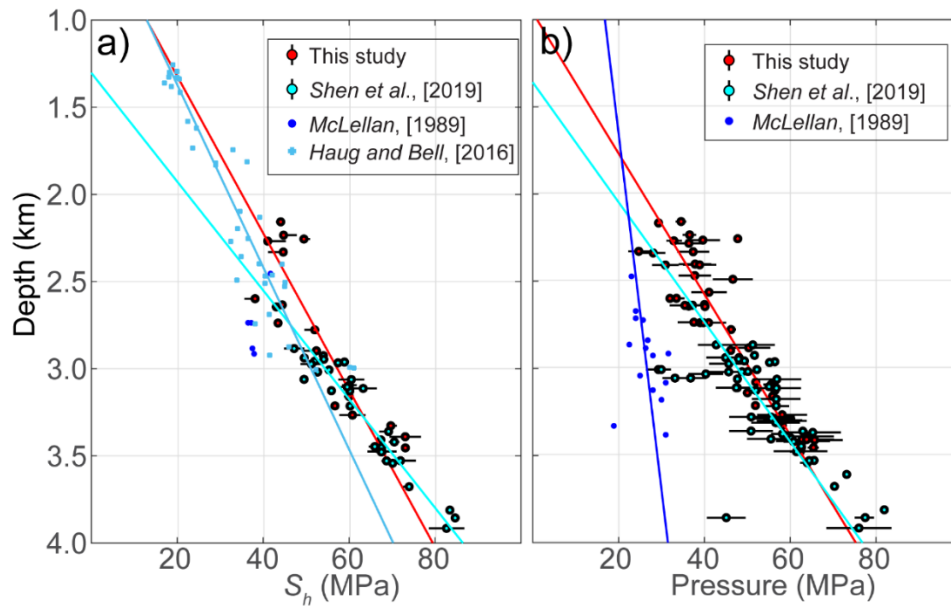 a)
This study
Shen et al., [2019]
McLellan, [1989]
Haug and Bell, [2016]
b)
This study
Shen et al., [2019]
McLellan, [1989]
Depth (km)
1.0
1.5
2.0
2.5
3.0
3.5
4.0
20 40 60 80
20 40 60 80
Sh (MPa)
Pressure (MPa)